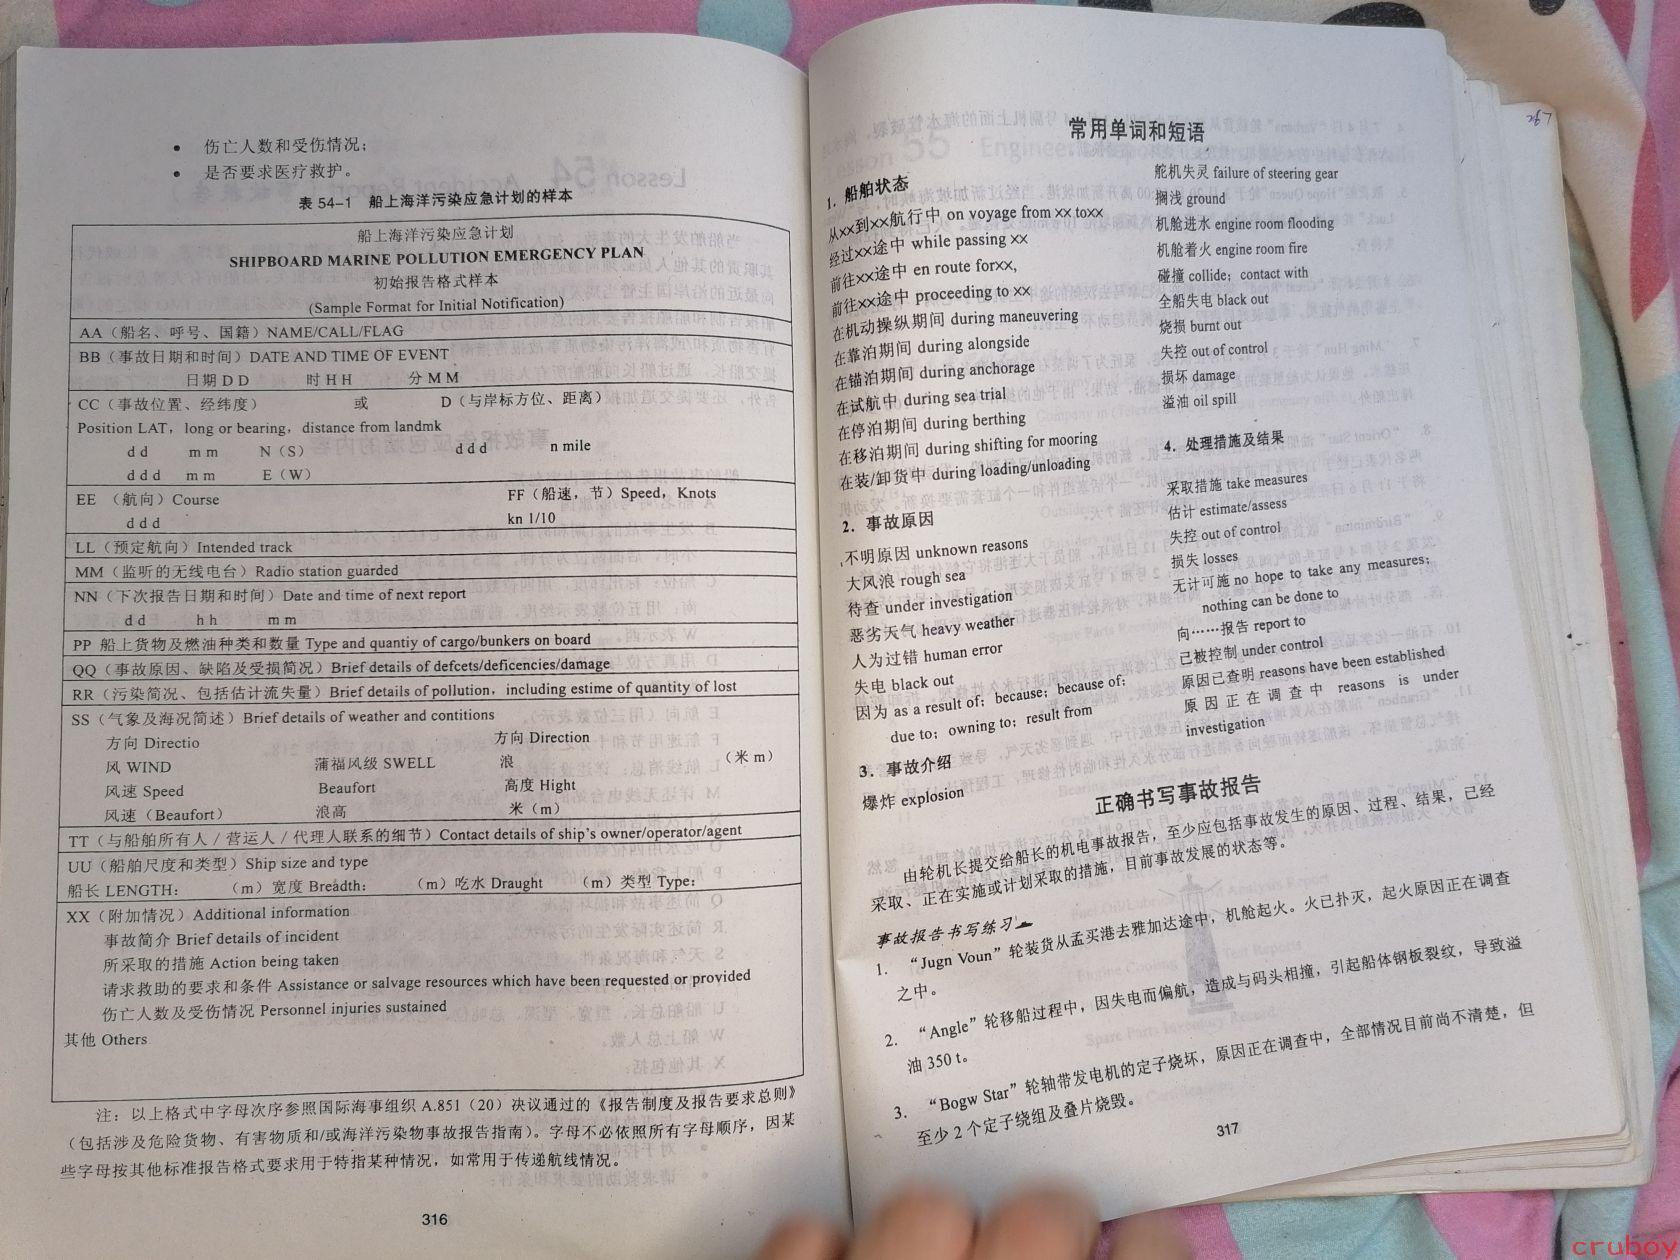 • 伤亡人数和受伤情况；
• 是否要求医疗救护。
表 54-1 船上海洋污染应急计划的样本
船上海洋污染应急计划
SHIPBOARD MARINE POLLUTION EMERGENCY PLAN
初始报告格式样本
(Sample Format for Initial Notification)
AA（船名、呼号、国籍）NAME/CALL/FLAG
BB（事故日期和时间）DATE AND TIME OF EVENT
日期 D D 时 H H 分 M M
CC（事故位置、经纬度） 或 D（与岸标方位、距离）
Position LAT, long or bearing, distance from landmk
d d m m N（S） d d d n mile
d d d m m E（W）
EE （航向）Course FF（船速，节）Speed, Knots
d d d kn 1/10
LL（预定航向）Intended track
MM（监听的无线电台）Radio station guarded
NN（下次报告日期和时间）Date and time of next report
d d h h m m
PP 船上货物及燃油种类和数量 Type and quantiy of cargo/bunkers on board
QQ（事故原因、缺陷及受损简况）Brief details of defcets/deficencies/damage
RR（污染简况、包括估计流失量）Brief details of pollution, including estime of quantity of lost
SS（气象及海况简述）Brief details of weather and contitions
方向 Directio 方向 Direction
风 WIND 蒲福风级 SWELL 浪 （米 m）
风速 Speed Beaufort 高度 Hight
风速（Beaufort） 浪高 米（m）
TT（与船舶所有人 / 营运人 / 代理人联系的细节）Contact details of ship's owner/operator/agent
UU（船舶尺度和类型）Ship size and type
船长 LENGTH: （m）宽度 Breadth: （m）吃水 Draught （m）类型 Type:
XX（附加情况）Additional information
事故简介 Brief details of incident
所采取的措施 Action being taken
请求救助的要求和条件 Assistance or salvage resources which have been requested or provided
伤亡人数及受伤情况 Personnel injuries sustained
其他 Others
注：以上格式中字母次序参照国际海事组织 A.851（20）决议通过的《报告制度及报告要求总则》
（包括涉及危险货物、有害物质和/或海洋污染物事故报告指南）。字母不必依照所有字母顺序，因某
些字母按其他标准报告格式要求用于特指某种情况，如常用于传递航线情况。
316
常用单词和短语
1．船舶状态
从××到××航行中 on voyage from ×× to××
经过××途中 while passing ××
前往××途中 en route for××,
前往××途中 proceeding to ××
在机动操纵期间 during maneuvering
在靠泊期间 during alongside
在锚泊期间 during anchorage
在试航中 during sea trial
在停泊期间 during berthing
在移泊期间 during shifting for mooring
在装/卸货中 during loading/unloading
2．事故原因
不明原因 unknown reasons
大风浪 rough sea
待查 under investigation
恶劣天气 heavy weather
人为过错 human error
失电 black out
因为 as a result of; because; because of;
due to; owning to; result from
3．事故介绍
爆炸 explosion
舵机失灵 failure of steering gear
搁浅 ground
机舱进水 engine room flooding
机舱着火 engine room fire
碰撞 collide; contact with
全船失电 black out
烧损 burnt out
失控 out of control
损坏 damage
溢油 oil spill
4．处理措施及结果
采取措施 take measures
估计 estimate/assess
失控 out of control
损失 losses
无计可施 no hope to take any measures;
nothing can be done to
向……报告 report to
已被控制 under control
原因已查明 reasons have been established
原因正在调查中 reasons is under
investigation
正确书写事故报告
由轮机长提交给船长的机电事故报告，至少应包括事故发生的原因、过程、结果，已经
采取、正在实施或计划采取的措施，目前事故发展的状态等。
事故报告书写练习
1. “Jugn Voun”轮装货从孟买港去雅加达途中，机舱起火。火已扑灭，起火原因正在调查
之中。
2. “Angle”轮移船过程中，因失电而偏航，造成与码头相撞，引起船体钢板裂纹，导致溢
油 350 t。
3. “Bogw Star”轮轴带发电机的定子烧坏，原因正在调查中，全部情况目前尚不清楚，但
至少 2 个定子绕组及叠片烧毁。
317
cruboy